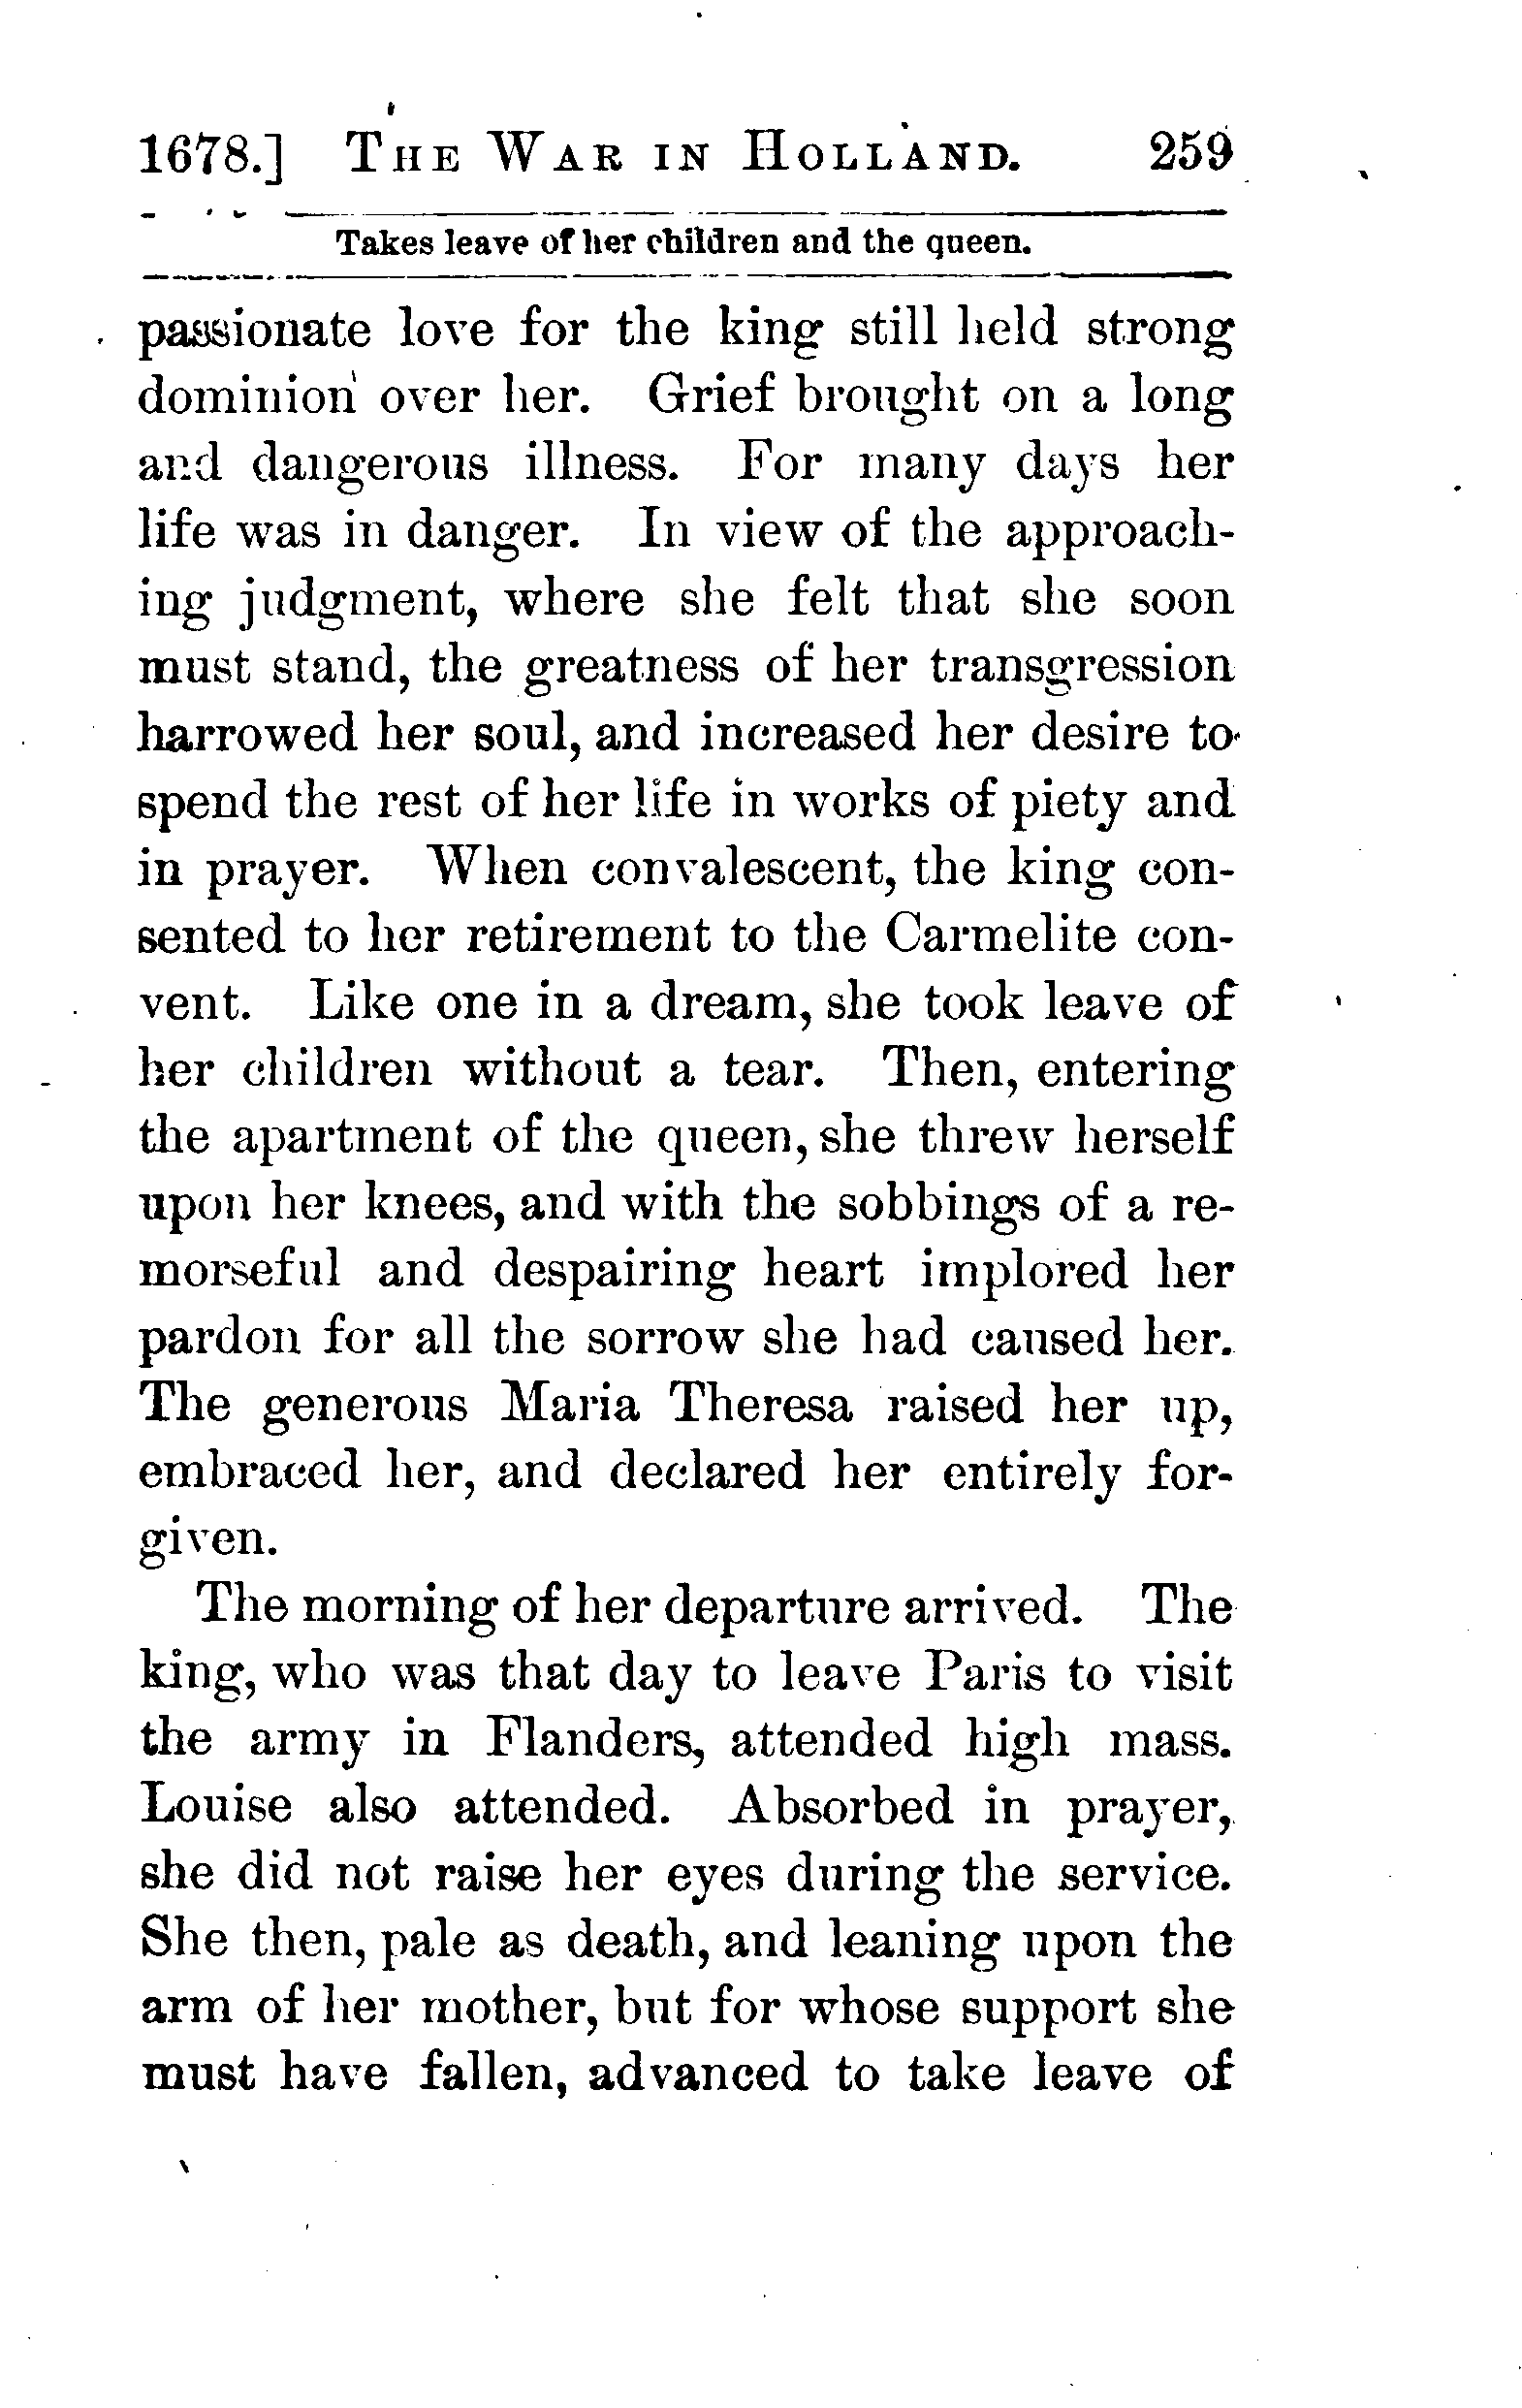 1678.] THE WAR IN HOLLAND. 259
Takes leave of her children and the queen.
passionate love for the king still held strong
dominion over her. Grief brought on a long
and dangerous illness. For many days her
life was in danger. In view of the approach-
ing judgment, where she felt that she soon
must stand, the greatness of her transgression
harrowed her soul, and increased her desire to
spend the rest of her life in works of piety and
in prayer. When convalescent, the king con-
sented to her retirement to the Carmelite con-
vent. Like one in a dream, she took leave of
her children without a tear. Then, entering
the apartment of the queen, she threw herself
upon her knees, and with the sobbings of a re-
morseful and despairing heart implored her
pardon for all the sorrow she had caused her.
The generous Maria Theresa raised her up,
embraced her, and declared her entirely for-
given.
The morning of her departure arrived. The
king, who was that day to leave Paris to visit
the army in Flanders, attended high mass.
Louise also attended. Absorbed in prayer,
she did not raise her eyes during the service.
She then, pale as death, and leaning upon the
arm of her mother, but for whose support she
must have fallen, advanced to take leave of